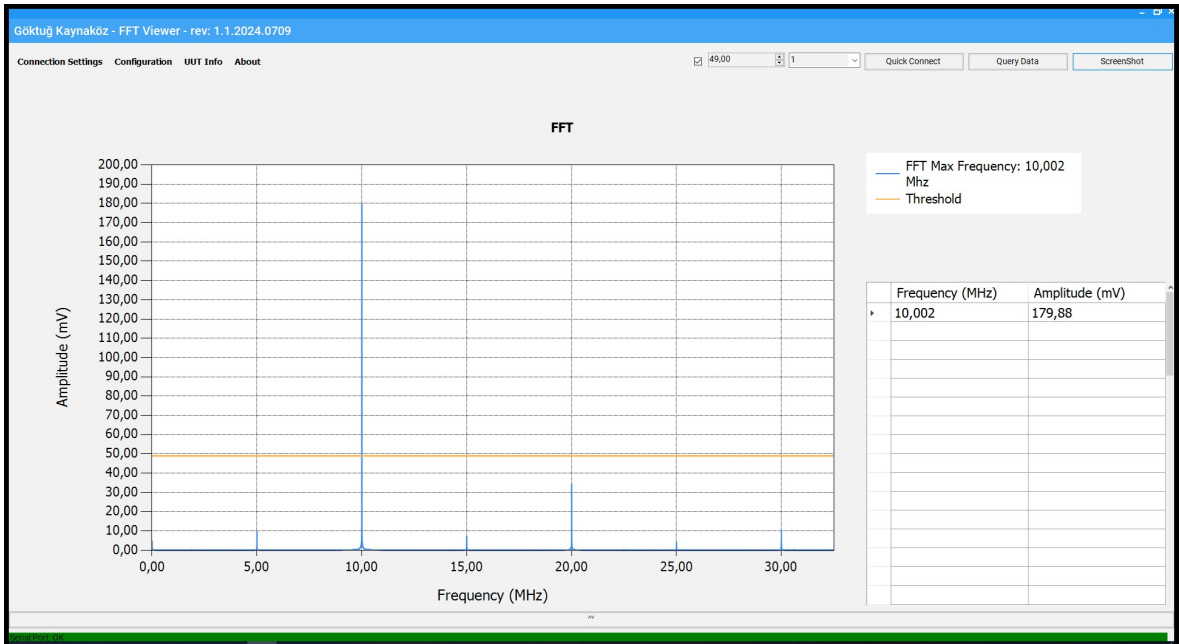 Göktuğ Kaynaköz - FFT Viewer - rev: 1.1.2024.0709
Connection Settings Configuration UUT Info About 49,00 1 Quick Connect Query Data ScreenShot
FFT
FFT Max Frequency: 10,002
Mhz
Threshold
200,00
190,00
180,00
170,00
160,00
150,00
140,00
130,00
120,00
110,00
100,00
90,00
80,00
70,00
60,00
50,00
40,00
30,00
20,00
10,00
0,00
Amplitude (mV)
0,00 5,00 10,00 15,00 20,00 25,00 30,00
Frequency (MHz)
Frequency (MHz) Amplitude (mV)
10,002 179,88
Serial Port: OK